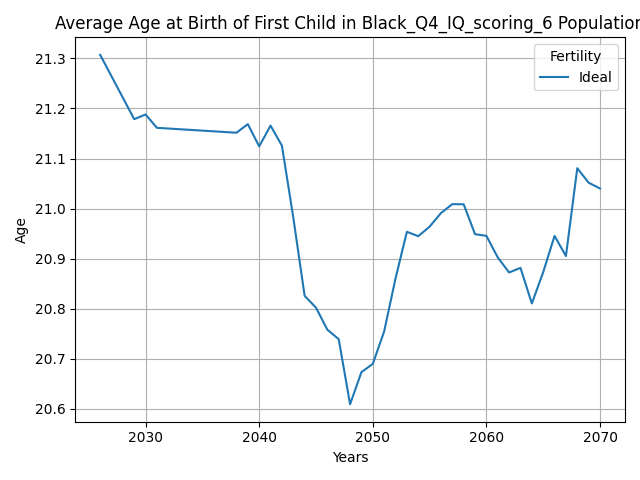 Average Age at Birth of First Child in Black_Q4_IQ_scoring_6 Population
Fertility
Ideal
21.3
21.2
21.1
21.0
20.9
20.8
20.7
20.6
Age
2030 2040 2050 2060 2070
Years